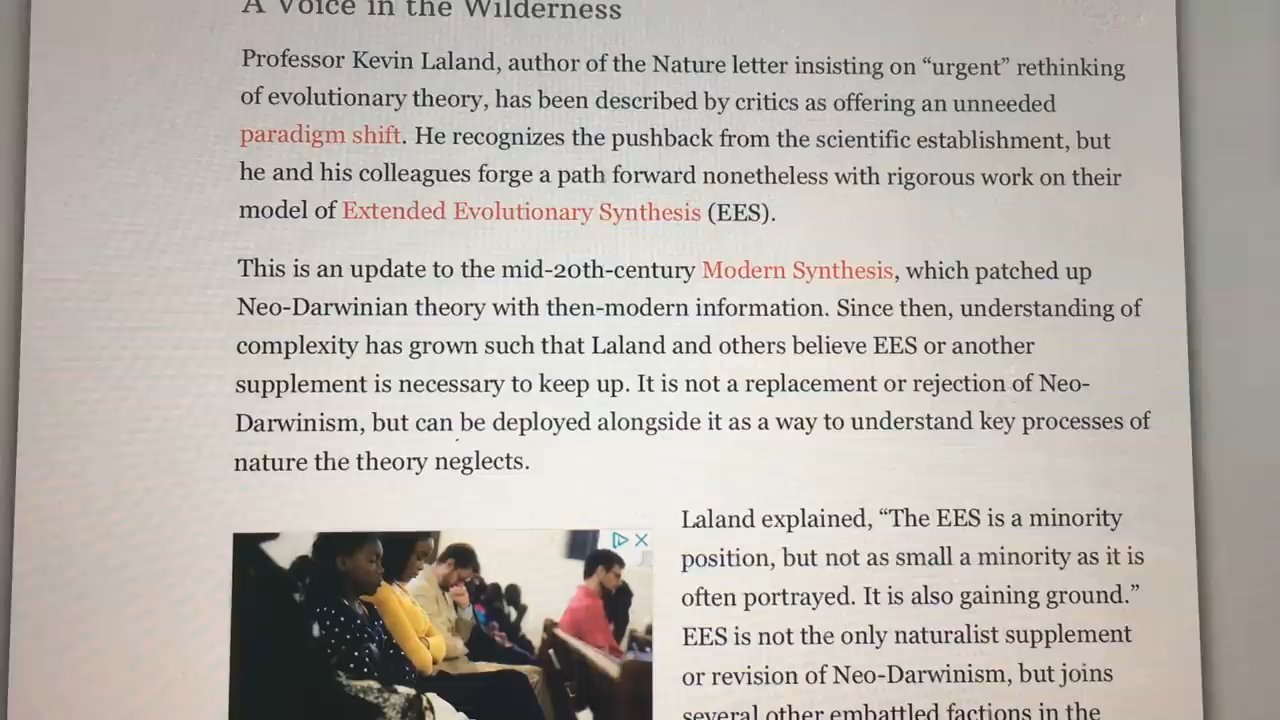 A Voice in the Wilderness
Professor Kevin Laland, author of the Nature letter insisting on “urgent” rethinking
of evolutionary theory, has been described by critics as offering an unneeded
paradigm shift. He recognizes the pushback from the scientific establishment, but
he and his colleagues forge a path forward nonetheless with rigorous work on their
model of Extended Evolutionary Synthesis (EES).
This is an update to the mid-20th-century Modern Synthesis, which patched up
Neo-Darwinian theory with then-modern information. Since then, understanding of
complexity has grown such that Laland and others believe EES or another
supplement is necessary to keep up. It is not a replacement or rejection of Neo-
Darwinism, but can be deployed alongside it as a way to understand key processes of
nature the theory neglects.
Laland explained, “The EES is a minority
position, but not as small a minority as it is
often portrayed. It is also gaining ground.”
EES is not the only naturalist supplement
or revision of Neo-Darwinism, but joins
several other embattled factions in the